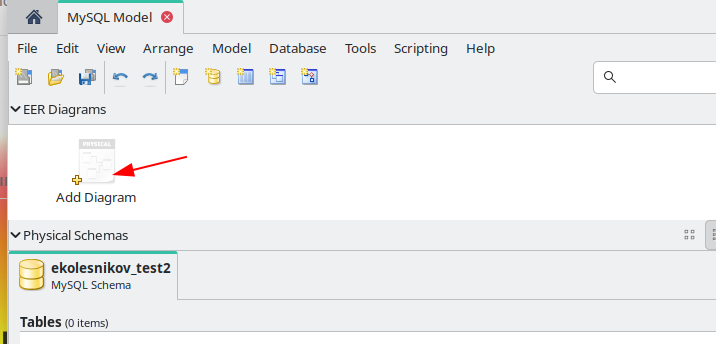 MySQL Model
File Edit View Arrange Model Database Tools Scripting Help
EER Diagrams
PHYSICAL
Add Diagram
Physical Schemas
ekolesnikov_test2
MySQL Schema
Tables (0 items)